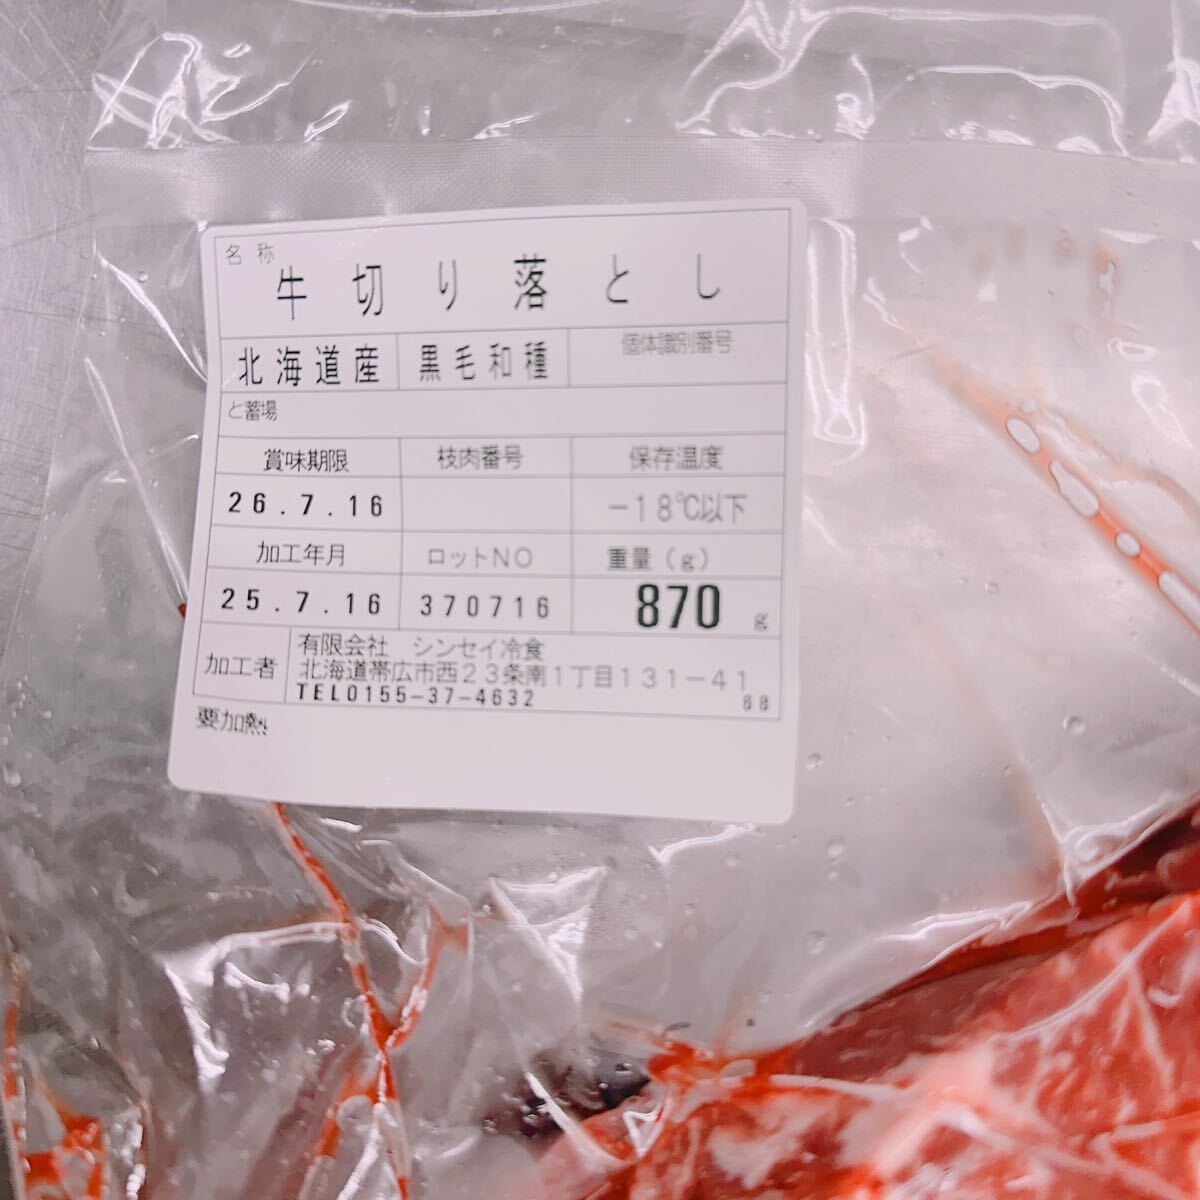 名称
牛切り落とし
北海道産 黒毛和種 個体識別番号
と蓄場
賞味期限 枝肉番号 保存温度
26.7.16 －18℃以下
加工年月 ロットNO 重量(g)
25.7.16 370716 870 g
加工者 有限会社 シンセイ冷食
北海道帯広市西23条南1丁目131－41
TEL0155-37-4632 88
要加熱